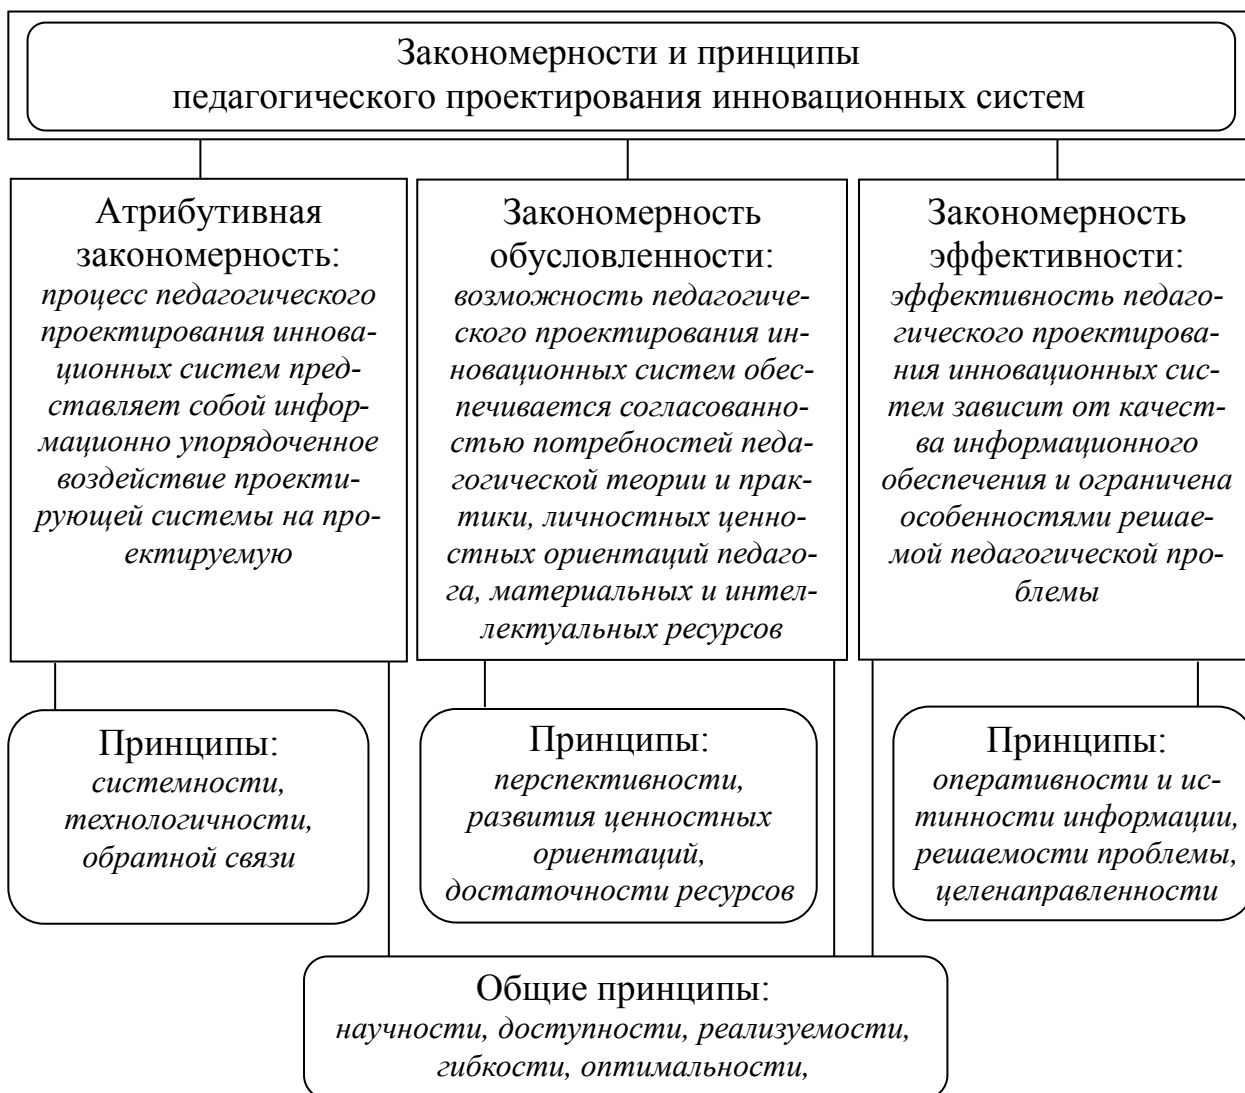 Закономерности и принципы
педагогического проектирования инновационных систем
Атрибутивная
закономерность:
процесс педагогического
проектирования иннова-
ционных систем пред-
ставляет собой инфор-
мационно упорядоченное
воздействие проекти-
рующей системы на про-
ектируемую
Закономерность
обусловленности:
возможность педагогиче-
ского проектирования ин-
новационных систем обес-
печивается согласованно-
стью потребностей педа-
гогической теории и прак-
тики, личностных ценно-
стных ориентаций педаго-
га, материальных и интел-
лектуальных ресурсов
Закономерность
эффективности:
эффективность педаго-
гического проектирова-
ния инновационных сис-
тем зависит от качест-
ва информационного
обеспечения и ограничена
особенностями решае-
мой педагогической про-
блемы
Принципы:
системности,
технологичности,
обратной связи
Принципы:
перспективности,
развития ценностных
ориентаций,
достаточности ресурсов
Принципы:
оперативности и ис-
тинности информации,
решаемости проблемы,
целенаправленности
Общие принципы:
научности, доступности, реализуемости,
гибкости, оптимальности,